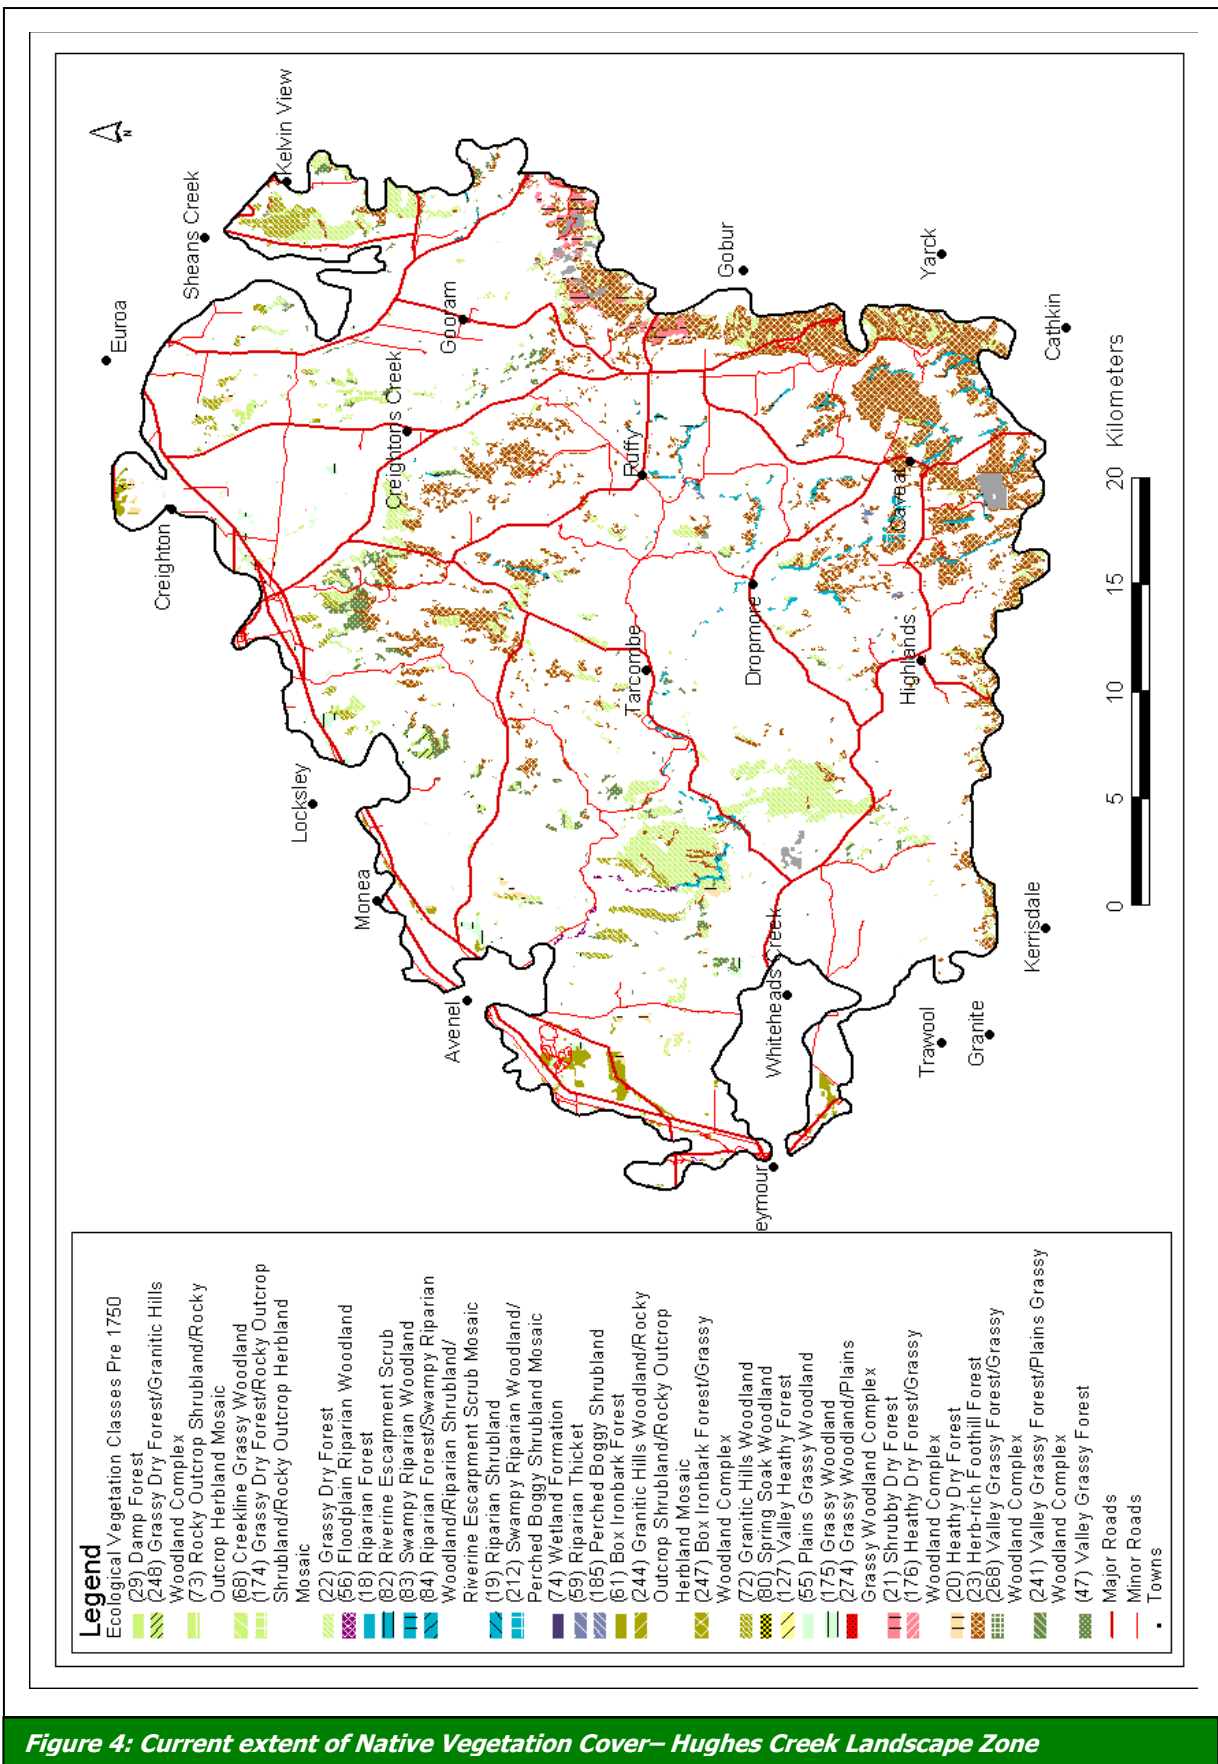 Legend
Ecological Vegetation Classes Pre 1750
(29) Damp Forest
(248) Grassy Dry Forest/Granitic Hills
Woodland Complex
(73) Rocky Outcrop Shrubland/Rocky
Outcrop Herbland Mosaic
(68) Creekline Grassy Woodland
(174) Grassy Dry Forest/Rocky Outcrop
Shrubland/Rocky Outcrop Herbland
Mosaic
(22) Grassy Dry Forest
(56) Floodplain Riparian Woodland
(18) Riparian Forest
(82) Riverine Escarpment Scrub
(83) Swampy Riparian Woodland
(84) Riparian Forest/Swampy Riparian
Woodland/Riparian Shrubland/
Riverine Escarpment Scrub Mosaic
(19) Riparian Shrubland
(212) Swampy Riparian Woodland/
Perched Boggy Shrubland Mosaic
(74) Wetland Formation
(59) Riparian Thicket
(185) Perched Boggy Shrubland
(61) Box Ironbark Forest
(244) Granitic Hills Woodland/Rocky
Outcrop Shrubland/Rocky Outcrop
Herbland Mosaic
(247) Box Ironbark Forest/Grassy
Woodland Complex
(72) Granitic Hills Woodland
(80) Spring Soak Woodland
(127) Valley Heathy Forest
(55) Plains Grassy Woodland
(175) Grassy Woodland
(274) Grassy Woodland/Plains
Grassy Woodland Complex
(21) Shrubby Dry Forest
(176) Heathy Dry Forest/Grassy
Woodland Complex
(20) Heathy Dry Forest
(23) Herb-rich Foothill Forest
(268) Valley Grassy Forest/Grassy
Woodland Complex
(241) Valley Grassy Forest/Plains Grassy
Woodland Complex
(47) Valley Grassy Forest
Major Roads
Minor Roads
Towns
N
Euroa
Sheans Creek
Kelvin View
Creighton
Creighton's Creek
Gooram
Locksley
Monea
Avenel
Ruffy
Gobur
Tarcombe
Dropmore
Yarck
Caveat
Highlands
Cathkin
Whiteheads Creek
eymour
Trawool
Granite
Kerrisdale
0 5 10 15 20 Kilometers
Figure 4: Current extent of Native Vegetation Cover– Hughes Creek Landscape Zone